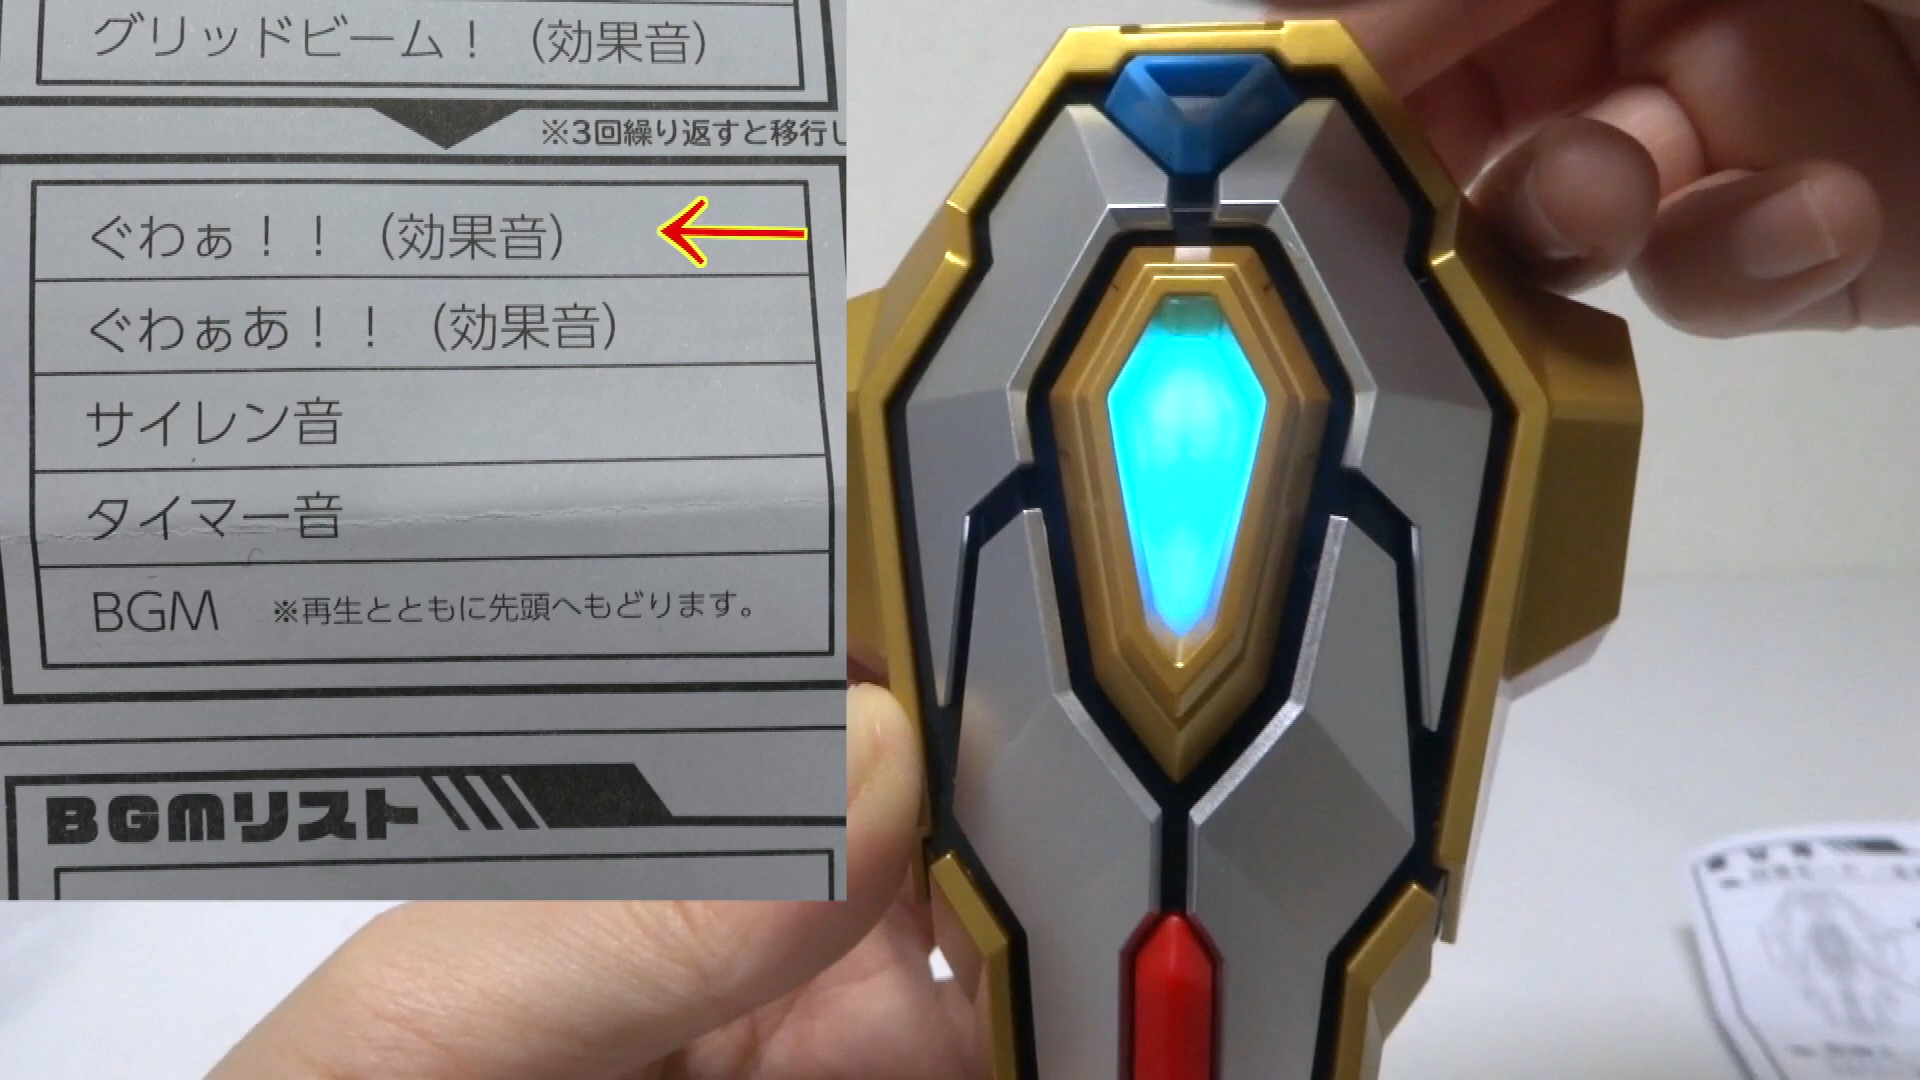 グリッドビーム！（効果音）
※3回繰り返すと移行し
ぐわぁ！！（効果音）
ぐわぁあ！！（効果音）
サイレン音
タイマー音
BGM ※再生とともに先頭へもどります。
BGMリスト